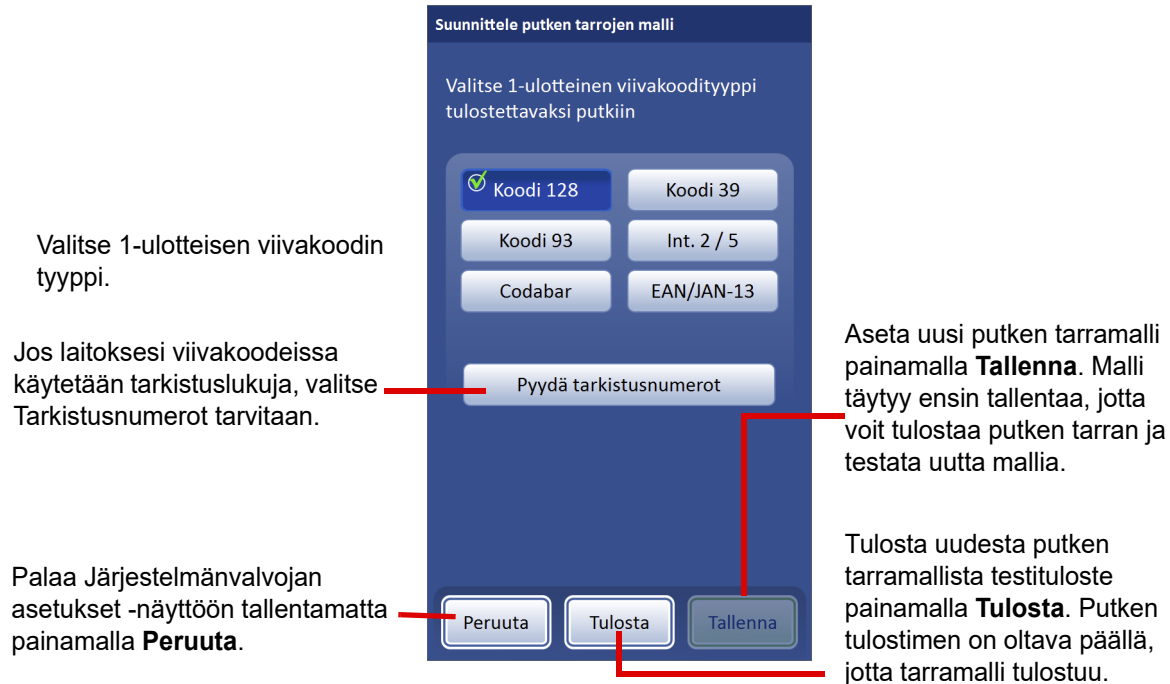 Suunnittele putken tarrojen malli
Valitse 1-ulotteinen viivakoodityyppi
tulostettavaksi putkiin
Koodi 128
Koodi 39
Koodi 93
Int. 2 / 5
Codabar
EAN/JAN-13
Pyydä tarkistusnumerot
Peruuta
Tulosta
Tallenna
Valitse 1-ulotteisen viivakoodin
tyyppi.
Jos laitoksesi viivakoodeissa
käytetään tarkistuslukuja, valitse
Tarkistusnumerot tarvitaan.
Palaa Järjestelmänvalvojan
asetukset -näyttöön tallentamatta
painamalla Peruuta.
Aseta uusi putken tarramalli
painamalla Tallenna. Malli
täytyy ensin tallentaa, jotta
voit tulostaa putken tarran ja
testata uutta mallia.
Tulosta uudesta putken
tarramallista testituloste
painamalla Tulosta. Putken
tulostimen on oltava päällä,
jotta tarramalli tulostuu.